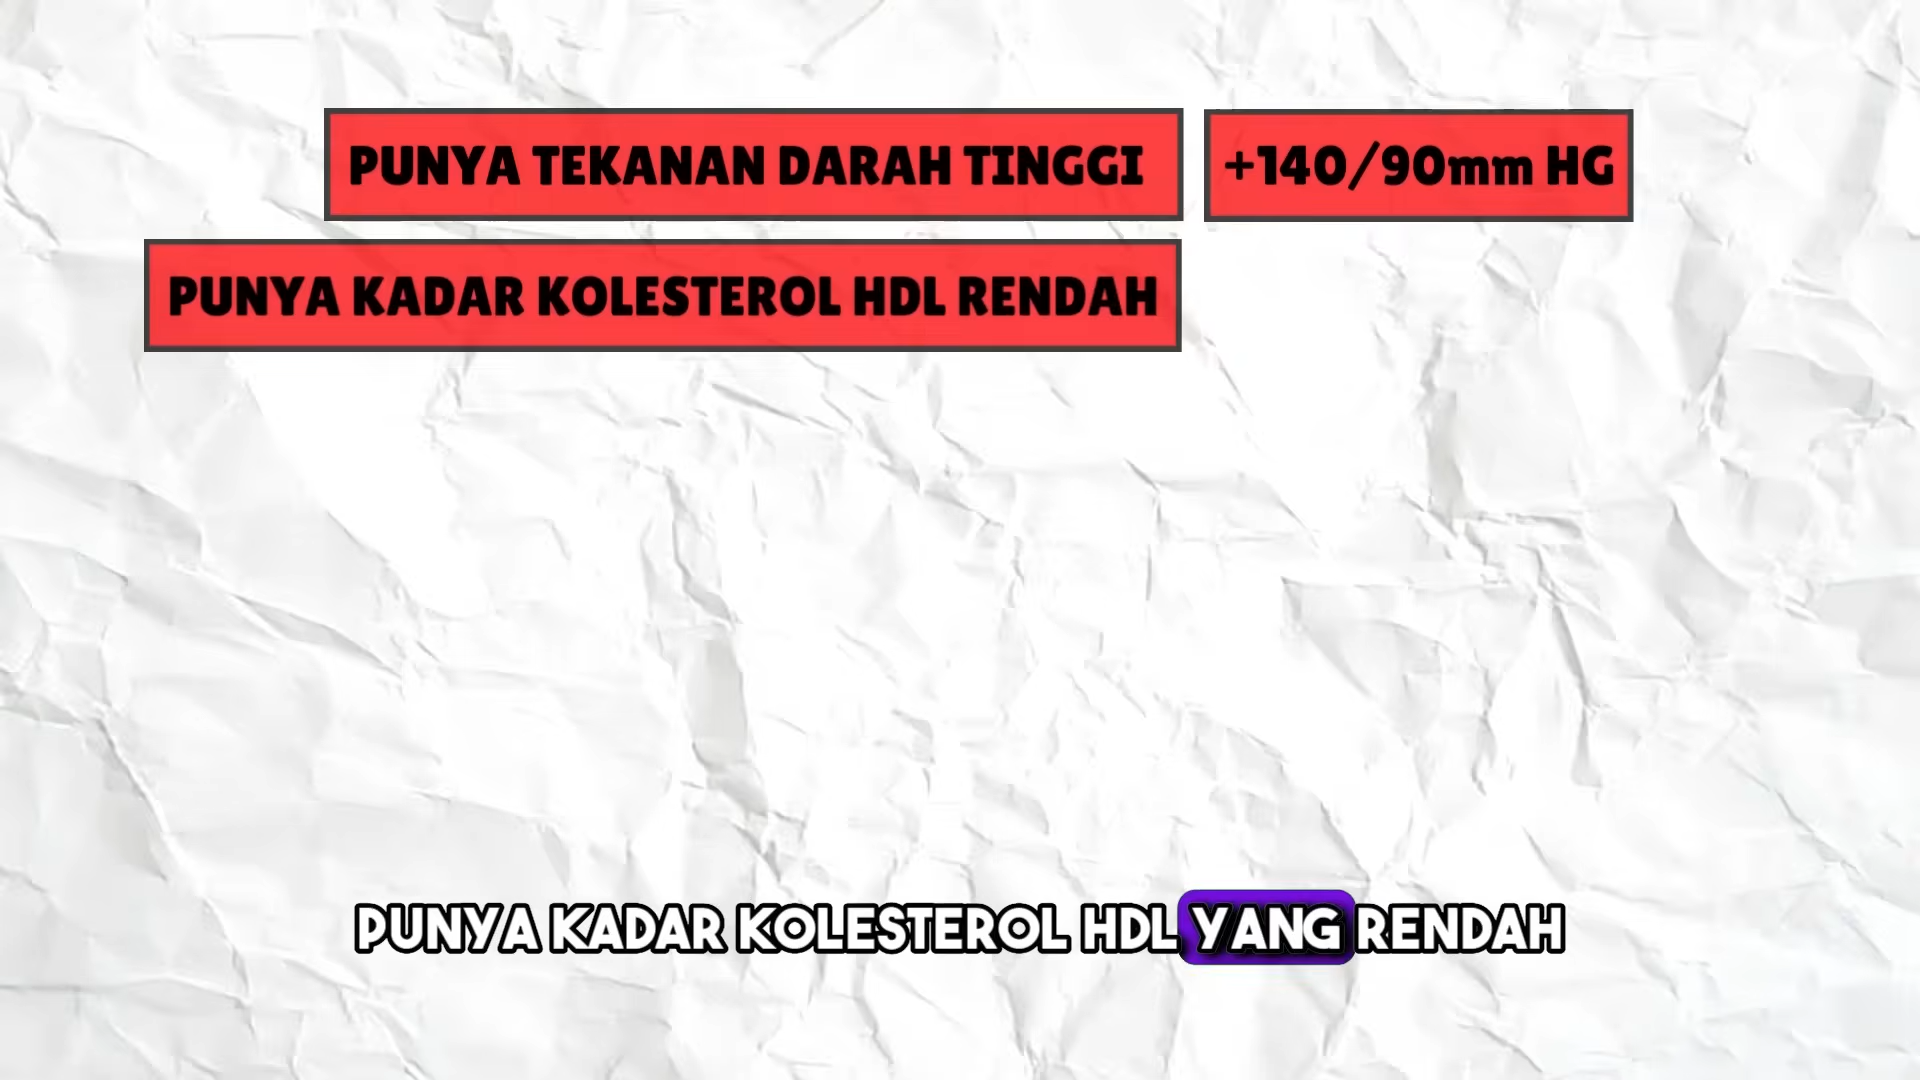 PUNYA TEKANAN DARAH TINGGI +140/90mm HG
PUNYA KADAR KOLESTEROL HDL RENDAH
PUNYA KADAR KOLESTEROL HDL YANG RENDAH